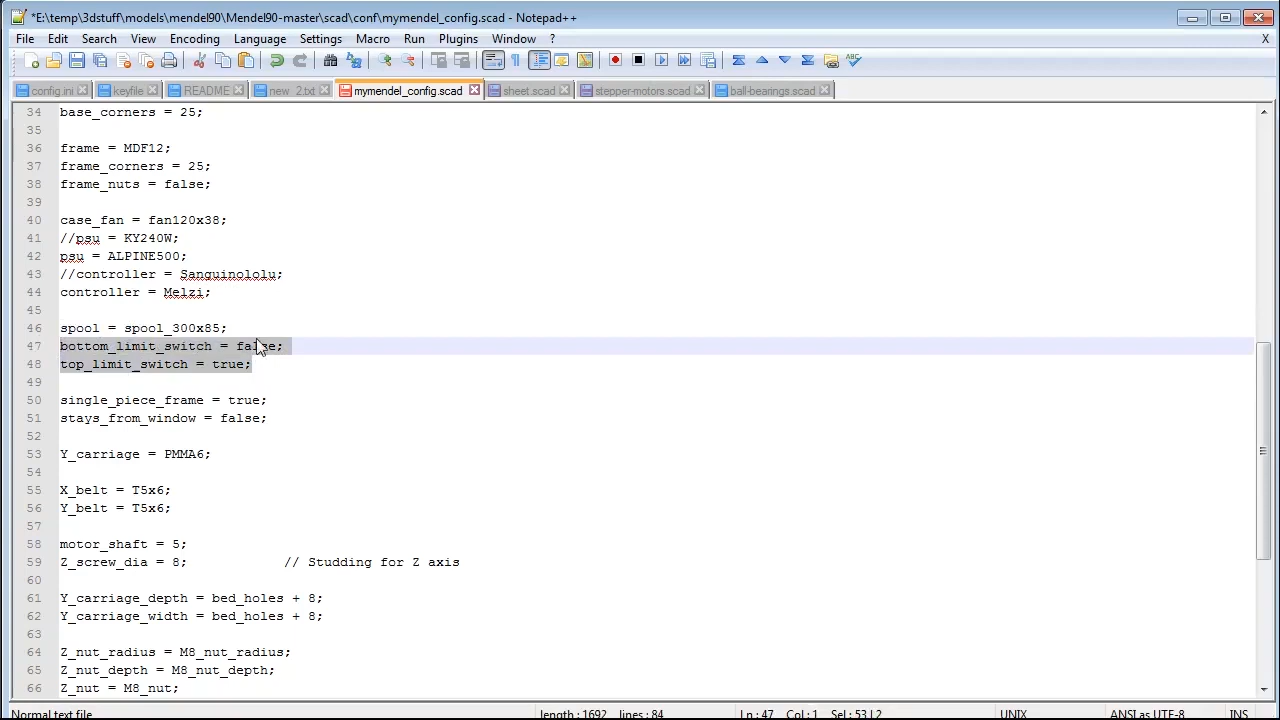 *E:\temp\3dstuff\models\mendel90\Mendel90-master\scad\conf\mymendel_config.scad - Notepad++
File Edit Search View Encoding Language Settings Macro Run Plugins Window ? X
config.ini keyfile README new 2.txt mymendel_config.scad sheet.scad stepper-motors.scad ball-bearings.scad
34 base_corners = 25;
35
36 frame = MDF12;
37 frame_corners = 25;
38 frame_nuts = false;
39
40 case_fan = fan120x38;
41 //psu = KY240W;
42 psu = ALPINE500;
43 //controller = Sanguinololu;
44 controller = Melzi;
45
46 spool = spool_300x85;
47 bottom_limit_switch = false;
48 top_limit_switch = true;
49
50 single_piece_frame = true;
51 stays_from_window = false;
52
53 Y_carriage = PMMA6;
54
55 X_belt = T5x6;
56 Y_belt = T5x6;
57
58 motor_shaft = 5;
59 Z_screw_dia = 8; // Studding for Z axis
60
61 Y_carriage_depth = bed_holes + 8;
62 Y_carriage_width = bed_holes + 8;
63
64 Z_nut_radius = M8_nut_radius;
65 Z_nut_depth = M8_nut_depth;
66 Z_nut = M8_nut;
Normal text file length : 1692 lines : 84 Ln : 47 Col : 1 Sel : 53 | 2 UNIX ANSI as UTF-8 INS